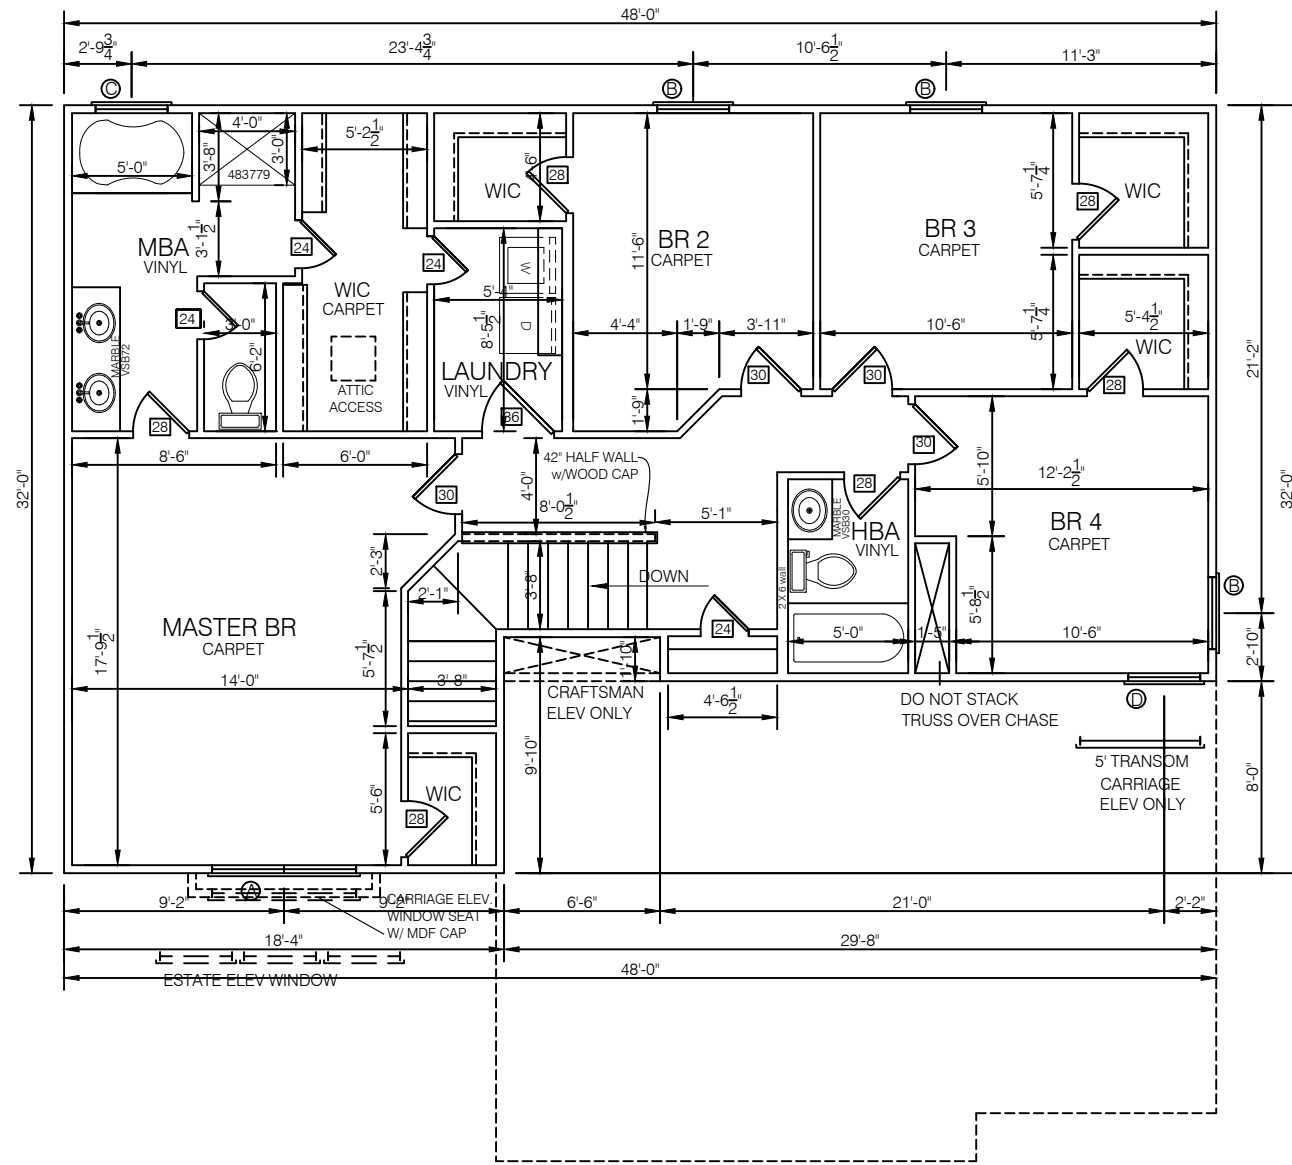 48'-0"
2'-9 3/4"
23'-4 3/4"
10'-6 1/2"
11'-3"
C
B
B
4'-0"
5'-2 1/2"
3'-8"
3'-0"
5'-0"
483779
28
WIC
5'-7 1/4"
28
WIC
3'-1 1/2"
MBA
VINYL
24
24
11'-6"
BR 2
CARPET
BR 3
CARPET
W
WIC
CARPET
5'-4"
8'-5 1/2"
D
24
3'-0"
4'-4"
1'-9"
3'-11"
10'-6"
5'-7 1/4"
5'-4 1/2"
WIC
MARBLE
VSB72
6'-2"
LAUNDRY
VINYL
21'-2"
ATTIC
ACCESS
30
30
28
28
36
1'-9"
8'-6"
6'-0"
42" HALF WALL
w/WOOD CAP
30
30
4'-0"
28
5'-10"
12'-2 1/2"
32'-0"
32'-0"
8'-0 1/2"
5'-1"
MARBLE
VSB30
HBA
VINYL
BR 4
CARPET
2'-3"
2'-1"
3'-8"
DOWN
2 X 6 wall
B
MASTER BR
CARPET
17'-9 1/2"
5'-7 1/2"
24
5'-0"
1'-5"
5'-8 1/2"
10'-6"
2'-10"
14'-0"
3'-8"
1'-10"
CRAFTSMAN
ELEV ONLY
4'-6 1/2"
DO NOT STACK
TRUSS OVER CHASE
D
9'-10"
5' TRANSOM
CARRIAGE
ELEV ONLY
8'-0"
5'-6"
WIC
28
A
CARRIAGE ELEV.
WINDOW SEAT
W/ MDF CAP
9'-2"
9'-2"
6'-6"
21'-0"
2'-2"
18'-4"
29'-8"
48'-0"
ESTATE ELEV WINDOW